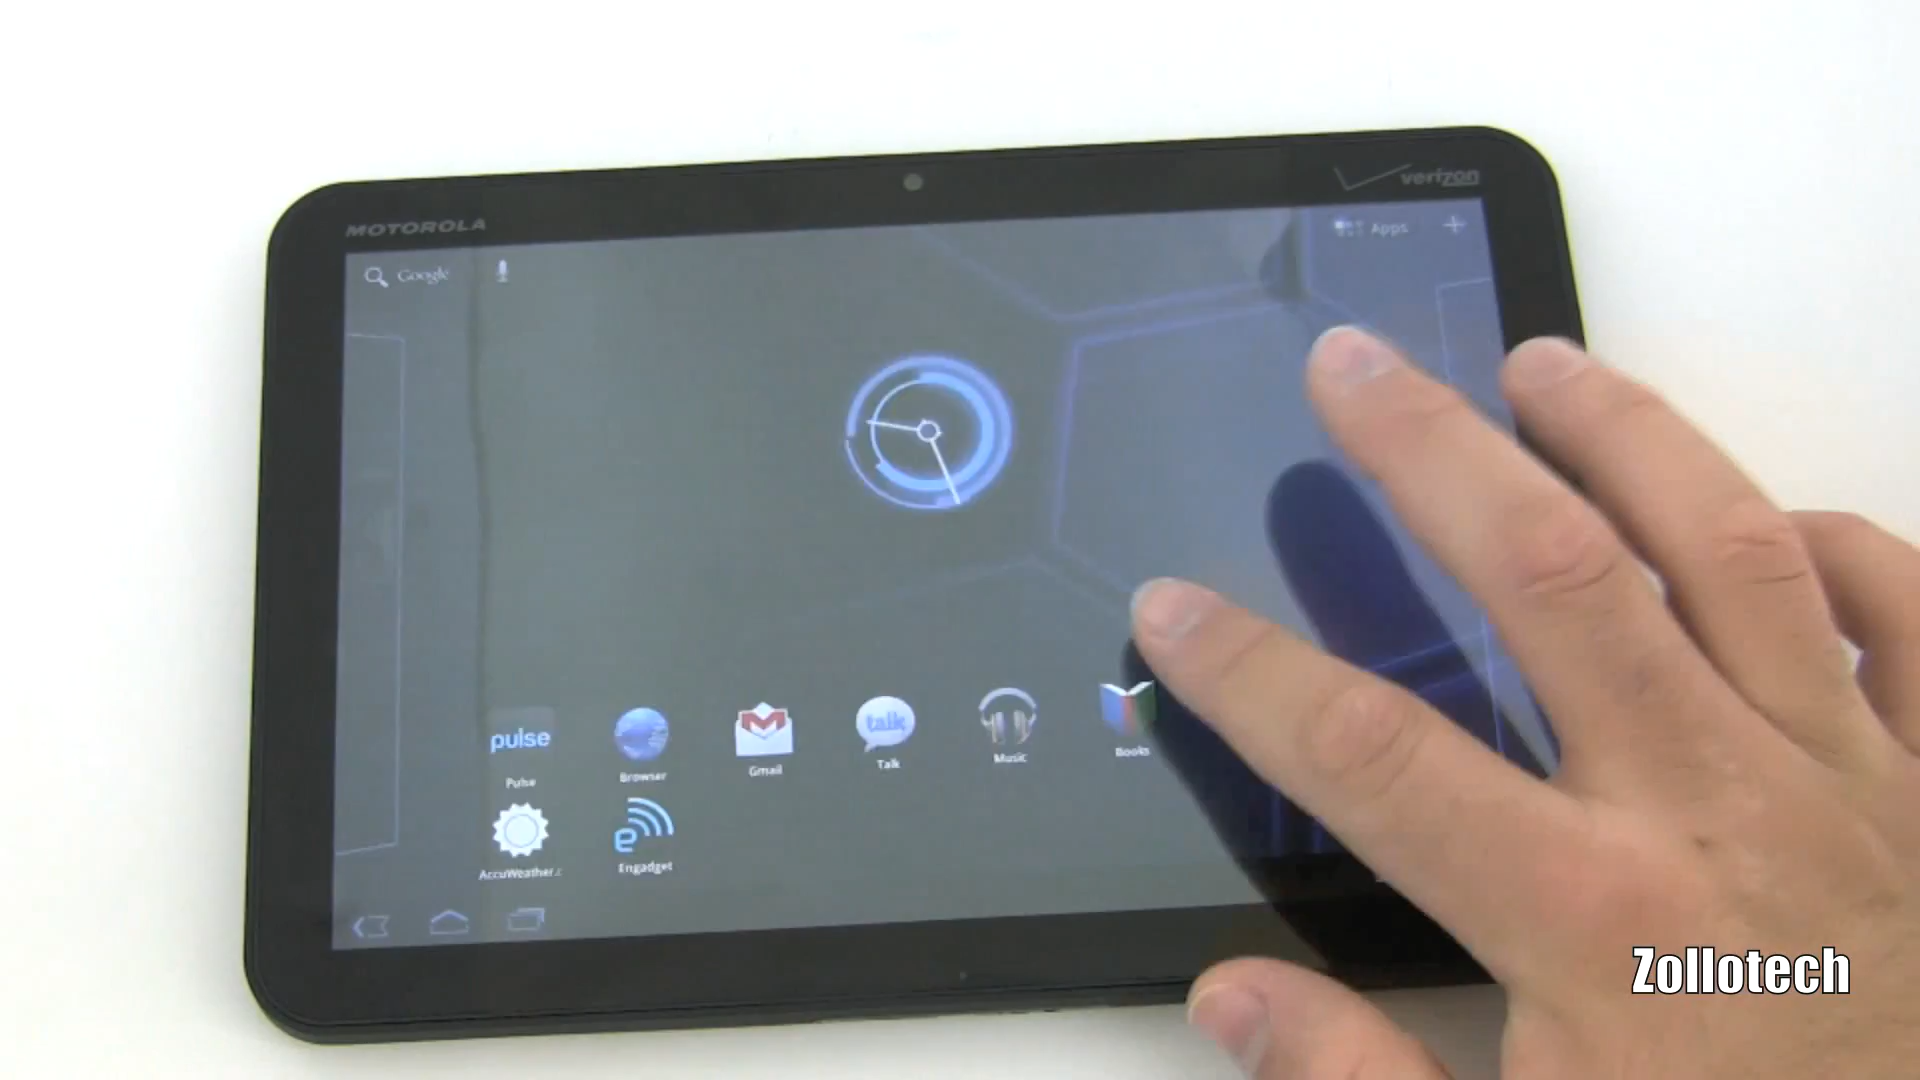 MOTOROLA
verizon
Google
Apps
pulse
talk
Pulse
Browser
Gmail
Talk
Music
Books
e
AccuWeather.c
Engadget
Zollotech